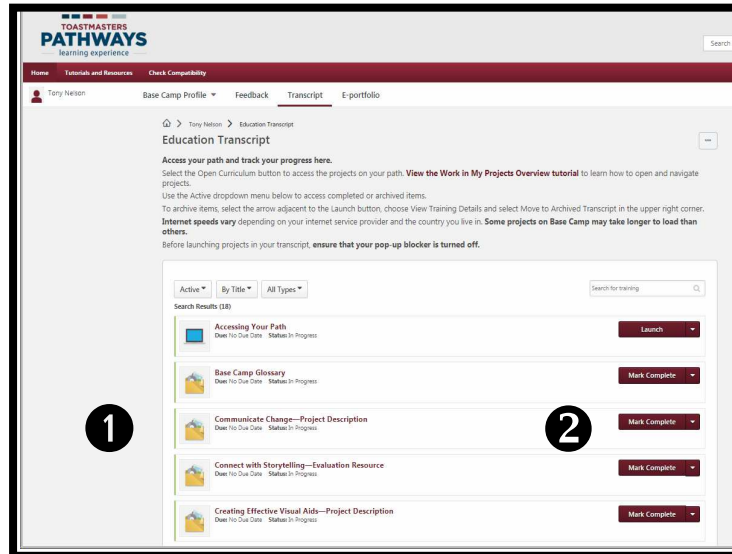 TOASTMASTERS
PATHWAYS
learning experience
Search
Home Tutorials and Resources Check Compatibility
Tony Nelson Base Camp Profile Feedback Transcript E-portfolio
Tony Nelson > Education Transcript
Education Transcript
Access your path and track your progress here.
Select the Open Curriculum button to access the projects on your path. View the Work in My Projects Overview tutorial to learn how to open and navigate
projects.
Use the Active dropdown menu below to access completed or archived items.
To archive items, select the arrow adjacent to the Launch button, choose View Training Details and select Move to Archived Transcript in the upper right corner.
Internet speeds vary depending on your internet service provider and the country you live in. Some projects on Base Camp may take longer to load than
others.
Before launching projects in your transcript, ensure that your pop-up blocker is turned off.
Active By Title All Types Search for training
Search Results (18)
Accessing Your Path
Due: No Due Date Status: In Progress
Launch
Base Camp Glossary
Due: No Due Date Status: In Progress
Mark Complete
1
Communicate Change—Project Description
Due: No Due Date Status: In Progress
2
Mark Complete
Connect with Storytelling—Evaluation Resource
Due: No Due Date Status: In Progress
Mark Complete
Creating Effective Visual Aids—Project Description
Due: No Due Date Status: In Progress
Mark Complete